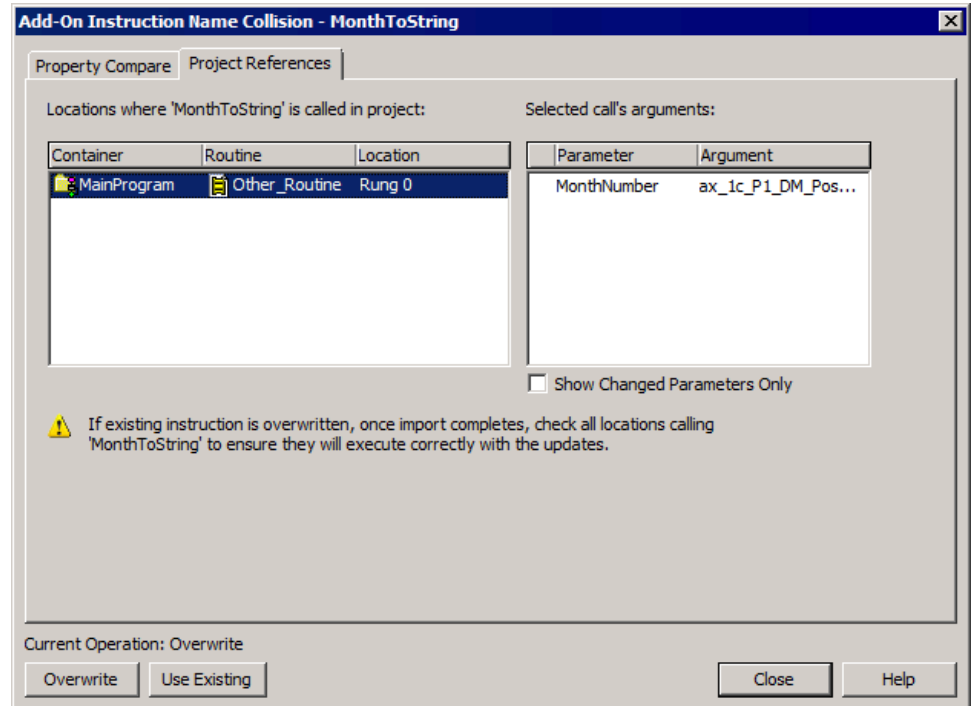 Add-On Instruction Name Collision - MonthToString
Property Compare Project References
Locations where 'MonthToString' is called in project:
Container Routine Location
MainProgram Other_Routine Rung 0
Selected call's arguments:
Parameter Argument
MonthNumber ax_1c_P1_DM_Pos...
Show Changed Parameters Only
If existing instruction is overwritten, once import completes, check all locations calling
'MonthToString' to ensure they will execute correctly with the updates.
Current Operation: Overwrite
Overwrite Use Existing Close Help